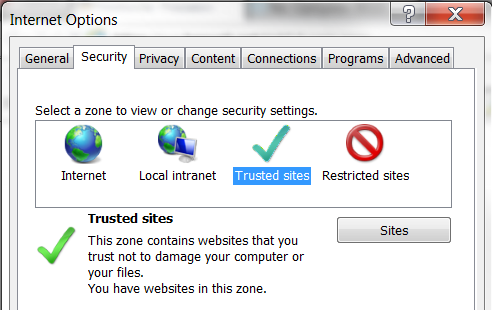 Internet Options
General Security Privacy Content Connections Programs Advanced
Select a zone to view or change security settings.
Internet Local intranet Trusted sites Restricted sites
Trusted sites
Sites
This zone contains websites that you
trust not to damage your computer or
your files.
You have websites in this zone.